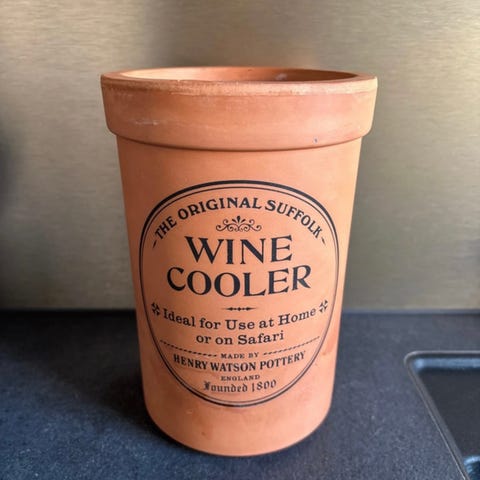 THE ORIGINAL SUFFOLK
WINE
COOLER
Ideal for Use at Home
or on Safari
MADE BY
HENRY WATSON POTTERY
ENGLAND
Founded 1800